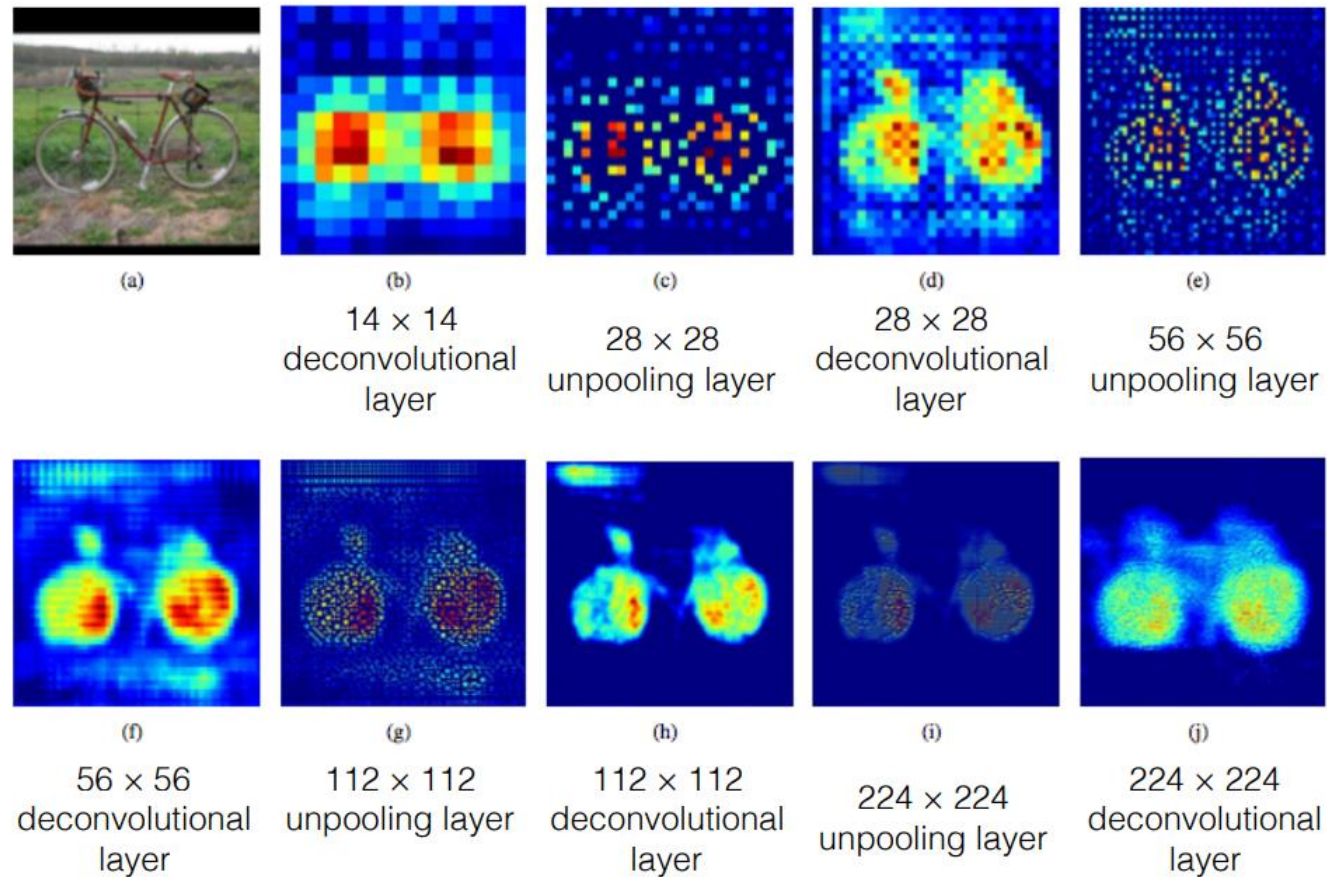 (a)
(b)
(c)
(d)
(e)
14 × 14
deconvolutional
layer
28 × 28
unpooling layer
28 × 28
deconvolutional
layer
56 × 56
unpooling layer
(f)
(g)
(h)
(i)
(j)
56 × 56
deconvolutional
layer
112 × 112
unpooling layer
112 × 112
deconvolutional
layer
224 × 224
unpooling layer
224 × 224
deconvolutional
layer